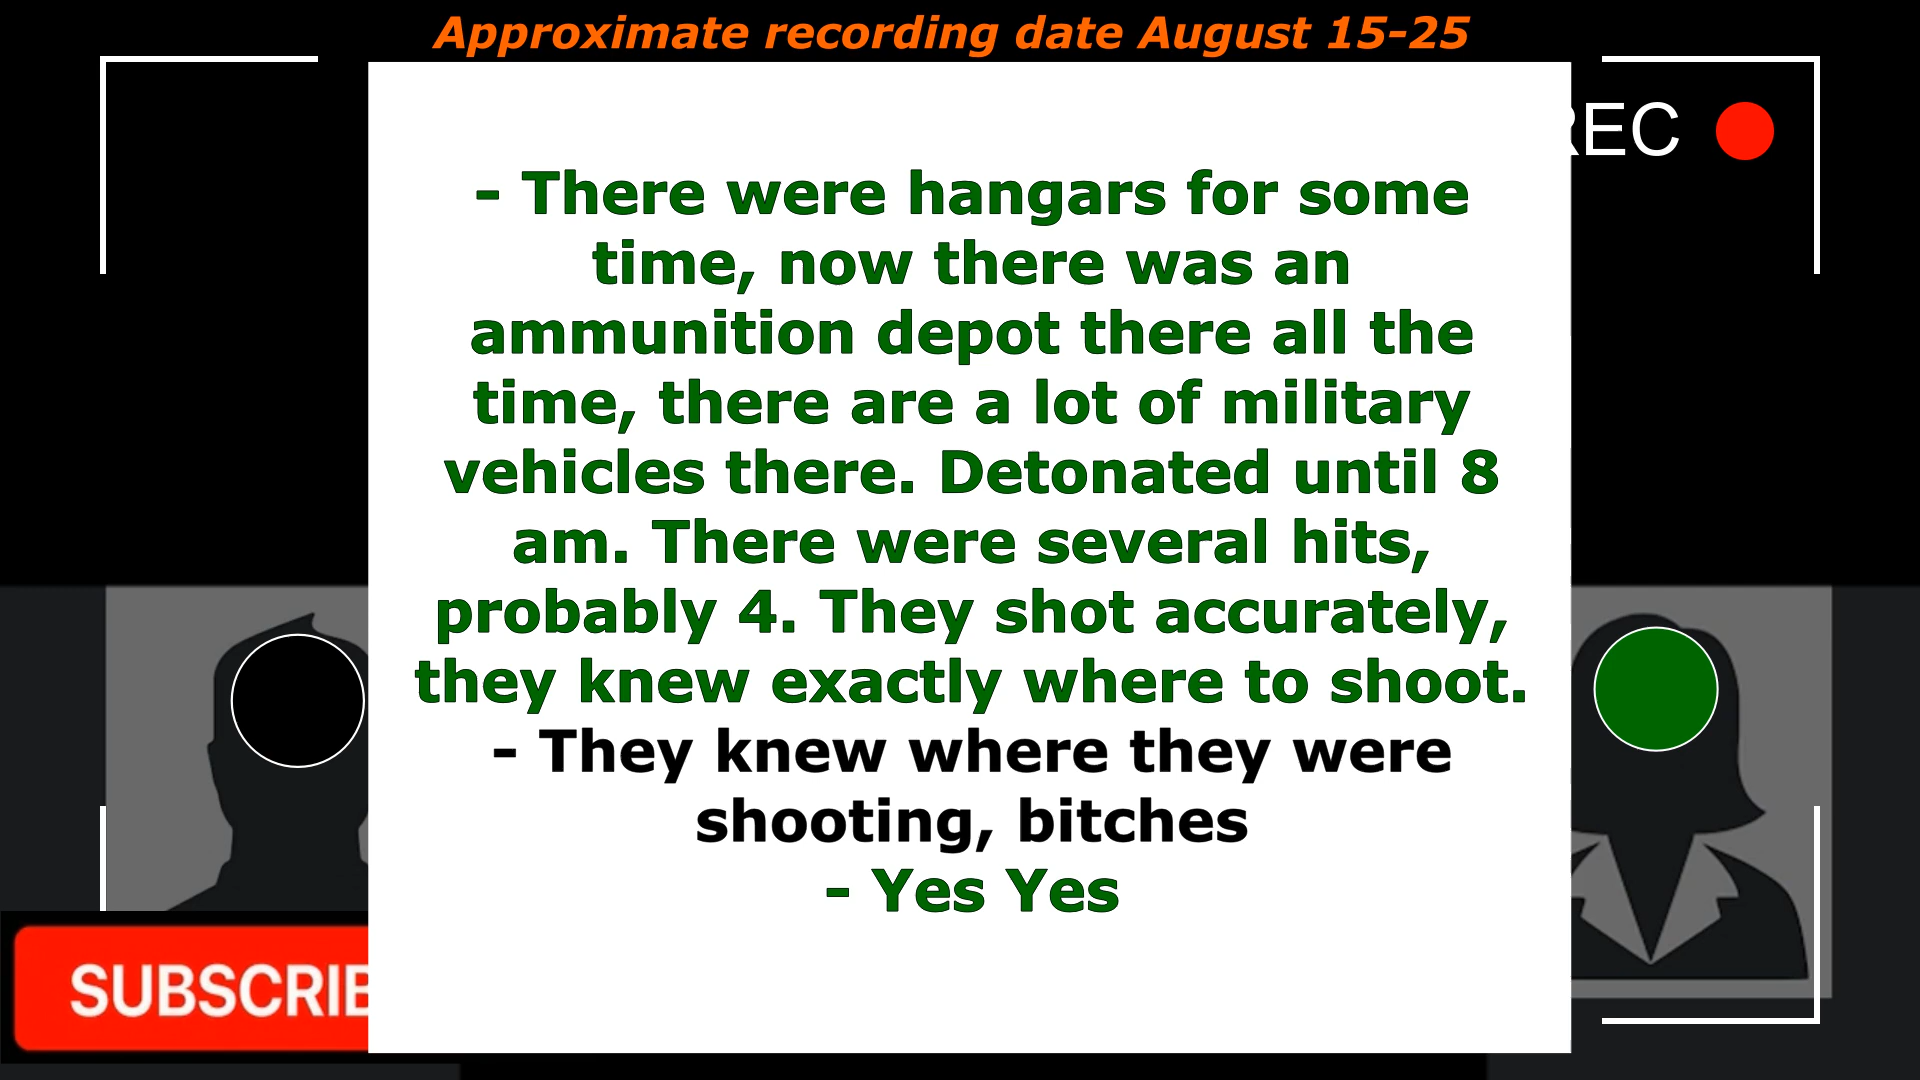 Approximate recording date August 15-25
REC
- There were hangars for some
time, now there was an
ammunition depot there all the
time, there are a lot of military
vehicles there. Detonated until 8
am. There were several hits,
probably 4. They shot accurately,
they knew exactly where to shoot.
- They knew where they were
shooting, bitches
- Yes Yes
SUBSCRIB